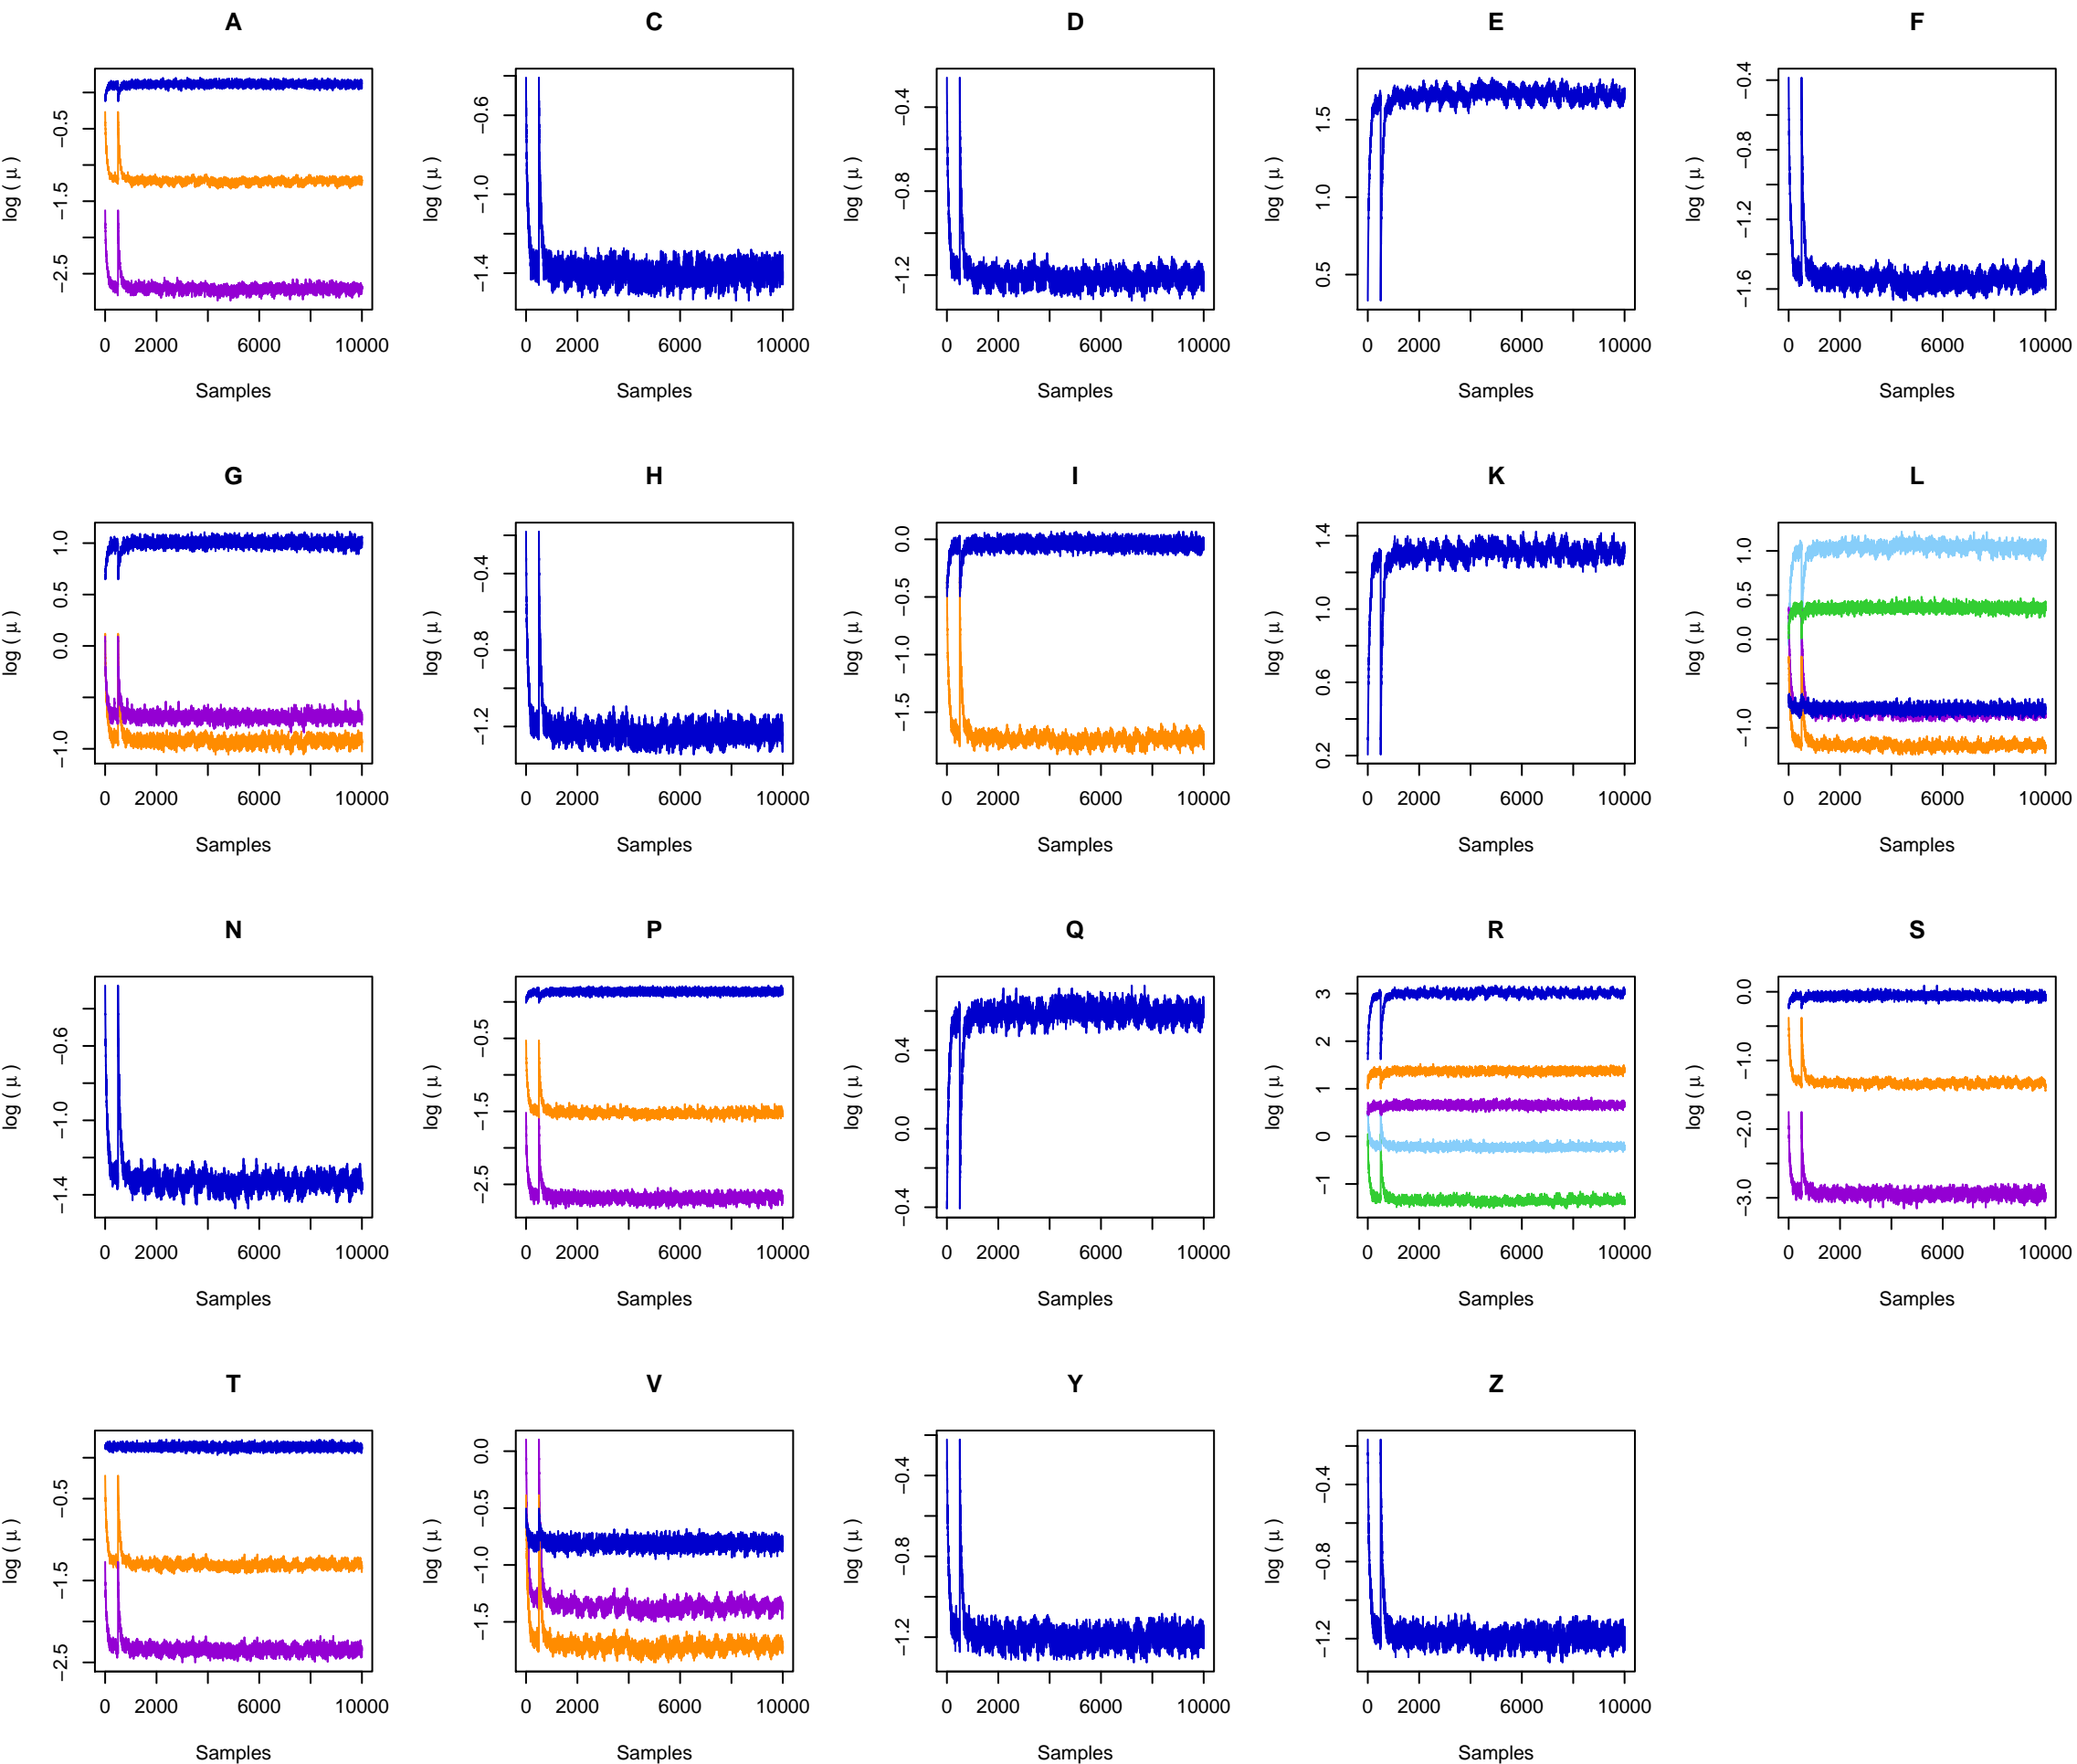 A C D E F
log ( μ ) −2.5 −1.5 −0.5
log ( μ ) −1.4 −1.0 −0.6
log ( μ ) −1.2 −0.8 −0.4
log ( μ ) 0.5 1.0 1.5
log ( μ ) −1.6 −1.2 −0.8 −0.4
0 2000 6000 10000 0 2000 6000 10000 0 2000 6000 10000 0 2000 6000 10000 0 2000 6000 10000
Samples Samples Samples Samples Samples
G H I K L
log ( μ ) −1.0 0.0 0.5 1.0
log ( μ ) −1.2 −0.8 −0.4
log ( μ ) −1.5 −1.0 −0.5 0.0
log ( μ ) 0.2 0.6 1.0 1.4
log ( μ ) −1.0 0.0 0.5 1.0
0 2000 6000 10000 0 2000 6000 10000 0 2000 6000 10000 0 2000 6000 10000 0 2000 6000 10000
Samples Samples Samples Samples Samples
N P Q R S
log ( μ ) −1.4 −1.0 −0.6
log ( μ ) −2.5 −1.5 −0.5
log ( μ ) −0.4 0.0 0.4
log ( μ ) −1 0 1 2 3
log ( μ ) −3.0 −2.0 −1.0 0.0
0 2000 6000 10000 0 2000 6000 10000 0 2000 6000 10000 0 2000 6000 10000 0 2000 6000 10000
Samples Samples Samples Samples Samples
T V Y Z
log ( μ ) −2.5 −1.5 −0.5
log ( μ ) −1.5 −1.0 −0.5 0.0
log ( μ ) −1.2 −0.8 −0.4
log ( μ ) −1.2 −0.8 −0.4
0 2000 6000 10000 0 2000 6000 10000 0 2000 6000 10000 0 2000 6000 10000
Samples Samples Samples Samples